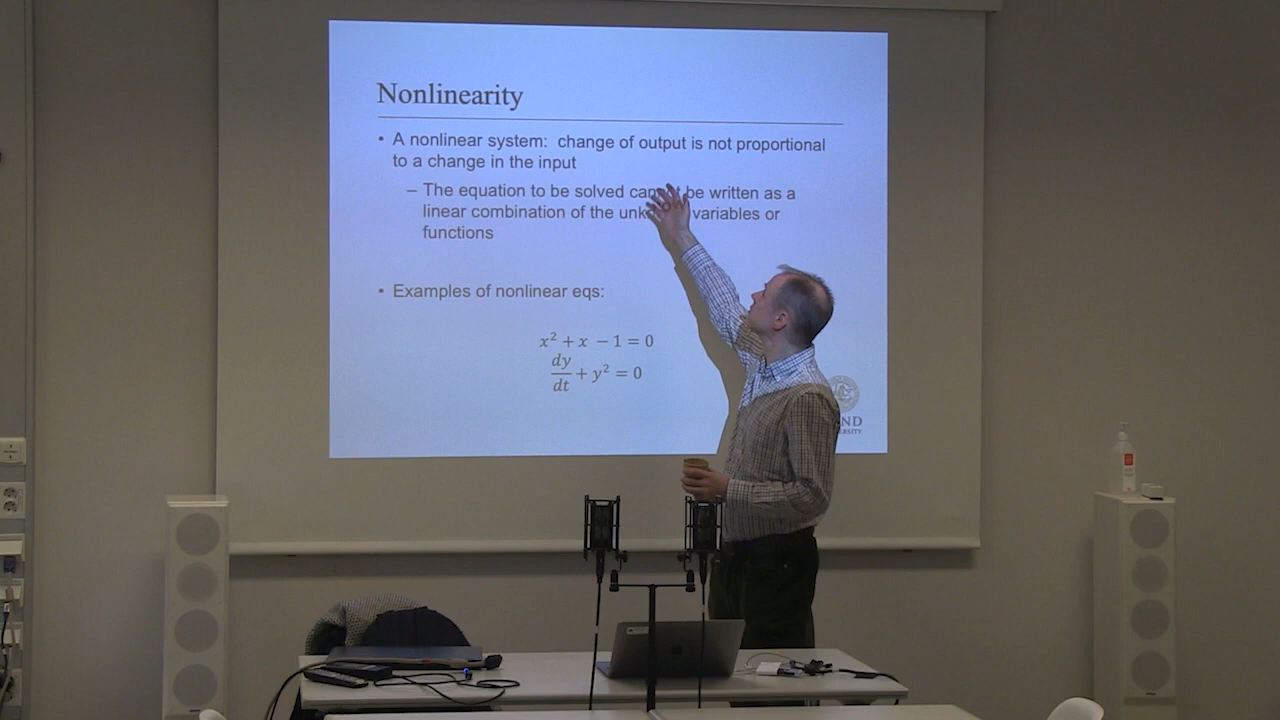 Nonlinearity
• A nonlinear system: change of output is not proportional
to a change in the input
– The equation to be solved be written as a
linear combination of the variables or
functions
• Examples of nonlinear eqs:
x² + x − 1 = 0
dy/dt + y² = 0